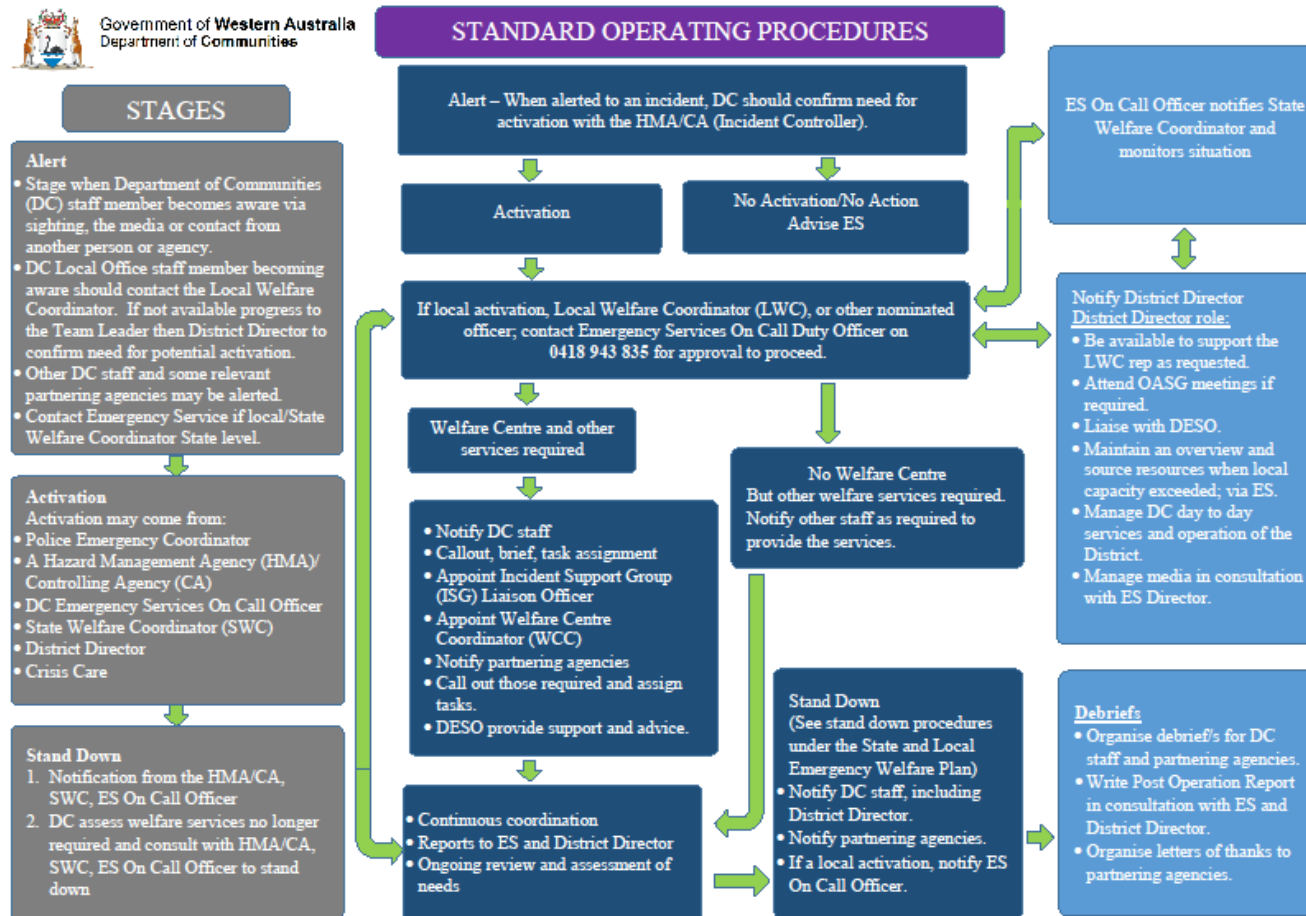 Government of Western Australia
Department of Communities
STANDARD OPERATING PROCEDURES
STAGES
Alert
• Stage when Department of Communities
(DC) staff member becomes aware via
sighting, the media or contact from
another person or agency.
• DC Local Office staff member becoming
aware should contact the Local Welfare
Coordinator. If not available progress to
the Team Leader then District Director to
confirm need for potential activation.
• Other DC staff and some relevant
partnering agencies may be alerted.
• Contact Emergency Service if local/State
Welfare Coordinator State level.
Activation
Activation may come from:
• Police Emergency Coordinator
• A Hazard Management Agency (HMA)/
Controlling Agency (CA)
• DC Emergency Services On Call Officer
• State Welfare Coordinator (SWC)
• District Director
• Crisis Care
Stand Down
1. Notification from the HMA/CA,
SWC, ES On Call Officer
2. DC assess welfare services no longer
required and consult with HMA/CA,
SWC, ES On Call Officer to stand
down
Alert – When alerted to an incident, DC should confirm need for
activation with the HMA/CA (Incident Controller).
Activation
No Activation/No Action
Advise ES
If local activation, Local Welfare Coordinator (LWC), or other nominated
officer; contact Emergency Services On Call Duty Officer on
0418 943 835 for approval to proceed.
Welfare Centre and other
services required
No Welfare Centre
But other welfare services required.
Notify other staff as required to
provide the services.
• Notify DC staff
• Callout, brief, task assignment
• Appoint Incident Support Group
(ISG) Liaison Officer
• Appoint Welfare Centre
Coordinator (WCC)
• Notify partnering agencies
• Call out those required and assign
tasks.
• DESO provide support and advice.
• Continuous coordination
• Reports to ES and District Director
• Ongoing review and assessment of
needs
Stand Down
(See stand down procedures
under the State and Local
Emergency Welfare Plan)
• Notify DC staff, including
District Director.
• Notify partnering agencies.
• If a local activation, notify ES
On Call Officer.
ES On Call Officer notifies State
Welfare Coordinator and
monitors situation
Notify District Director
District Director role:
• Be available to support the
LWC rep as requested.
• Attend OASG meetings if
required.
• Liaise with DESO.
• Maintain an overview and
source resources when local
capacity exceeded; via ES.
• Manage DC day to day
services and operation of the
District.
• Manage media in consultation
with ES Director.
Debriefs
• Organise debrief/s for DC
staff and partnering agencies.
• Write Post Operation Report
in consultation with ES and
District Director.
• Organise letters of thanks to
partnering agencies.